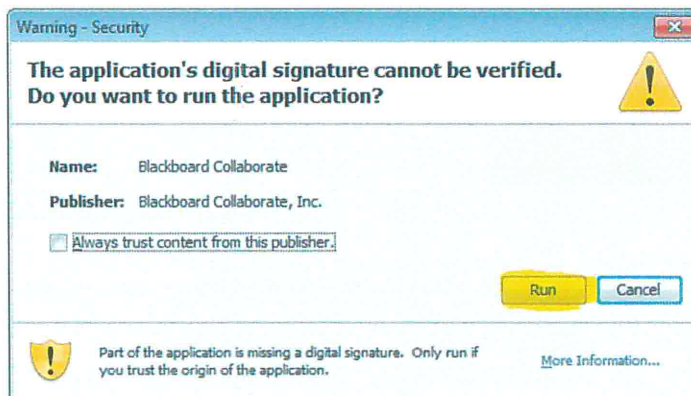 Warning - Security
The application's digital signature cannot be verified.
Do you want to run the application?
Name: Blackboard Collaborate
Publisher: Blackboard Collaborate, Inc.
Always trust content from this publisher.
Run Cancel
Part of the application is missing a digital signature. Only run if
you trust the origin of the application.
More Information...